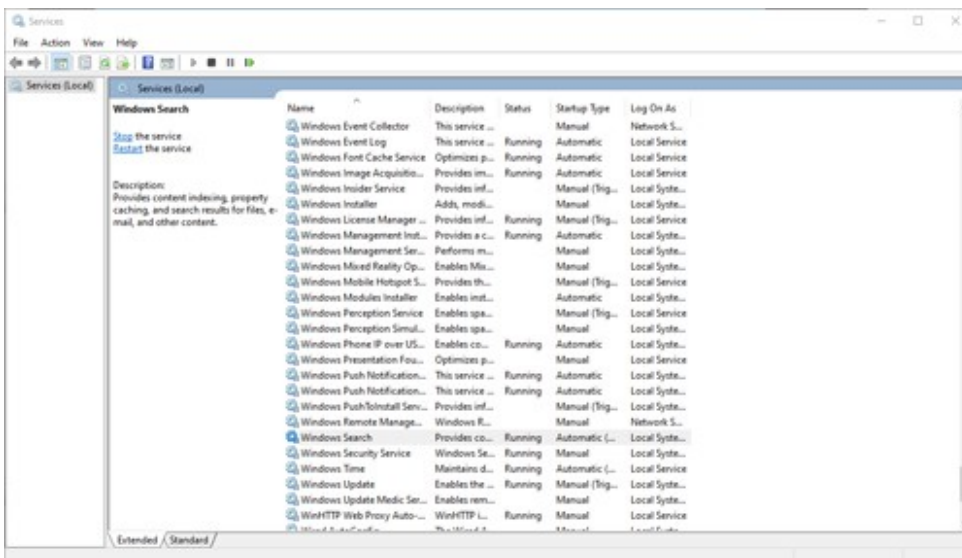 Services
File Action View Help
Services (Local)
Services (Local)
Windows Search
Stop the service
Restart the service
Description:
Provides content indexing, property
caching, and search results for files, e-
mail, and other content.
Name Description Status Startup Type Log On As
Windows Event Collector This service ... Manual Network S...
Windows Event Log This service ... Running Automatic Local Service
Windows Font Cache Service Optimizes p... Running Automatic Local Service
Windows Image Acquisitio... Provides im... Running Automatic Local Service
Windows Insider Service Provides inf... Manual (Trig... Local Syste...
Windows Installer Adds, modi... Manual Local Syste...
Windows License Manager ... Provides inf... Running Manual (Trig... Local Service
Windows Management Inst... Provides a c... Running Automatic Local Syste...
Windows Management Ser... Performs m... Manual Local Syste...
Windows Mixed Reality Op... Enables Mix... Manual Local Syste...
Windows Mobile Hotspot S... Provides th... Manual (Trig... Local Service
Windows Modules Installer Enables inst... Automatic Local Syste...
Windows Perception Service Enables spa... Manual (Trig... Local Service
Windows Perception Simul... Enables spa... Manual Local Syste...
Windows Phone IP over US... Enables co... Running Automatic Local Syste...
Windows Presentation Fou... Optimizes p... Manual Local Service
Windows Push Notification... This service ... Running Automatic Local Syste...
Windows Push Notification... This service ... Running Automatic Local Syste...
Windows PushToInstall Serv... Provides inf... Manual (Trig... Local Syste...
Windows Remote Manage... Windows R... Manual Network S...
Windows Search Provides co... Running Automatic (... Local Syste...
Windows Security Service Windows Se... Running Manual Local Syste...
Windows Time Maintains d... Running Automatic (... Local Service
Windows Update Enables the ... Running Manual (Trig... Local Syste...
Windows Update Medic Ser... Enables rem... Manual Local Syste...
WinHTTP Web Proxy Auto-... WinHTTP i... Running Manual Local Service
Extended Standard